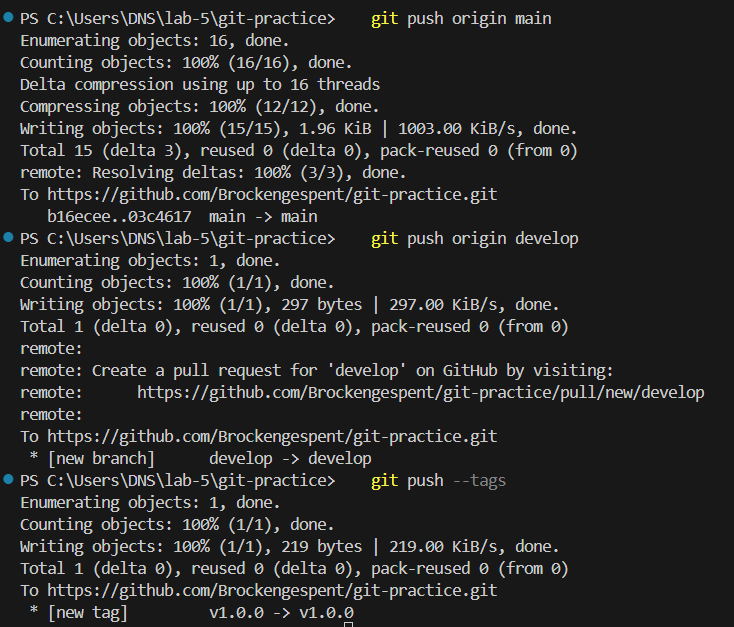 PS C:\Users\DNS\lab-5\git-practice>    git push origin main
Enumerating objects: 16, done.
Counting objects: 100% (16/16), done.
Delta compression using up to 16 threads
Compressing objects: 100% (12/12), done.
Writing objects: 100% (15/15), 1.96 KiB | 1003.00 KiB/s, done.
Total 15 (delta 3), reused 0 (delta 0), pack-reused 0 (from 0)
remote: Resolving deltas: 100% (3/3), done.
To https://github.com/Brockengespent/git-practice.git
   b16ecee..03c4617  main -> main
PS C:\Users\DNS\lab-5\git-practice>    git push origin develop
Enumerating objects: 1, done.
Counting objects: 100% (1/1), done.
Writing objects: 100% (1/1), 297 bytes | 297.00 KiB/s, done.
Total 1 (delta 0), reused 0 (delta 0), pack-reused 0 (from 0)
remote:
remote: Create a pull request for 'develop' on GitHub by visiting:
remote:      https://github.com/Brockengespent/git-practice/pull/new/develop
remote:
To https://github.com/Brockengespent/git-practice.git
 * [new branch]      develop -> develop
PS C:\Users\DNS\lab-5\git-practice>    git push --tags
Enumerating objects: 1, done.
Counting objects: 100% (1/1), done.
Writing objects: 100% (1/1), 219 bytes | 219.00 KiB/s, done.
Total 1 (delta 0), reused 0 (delta 0), pack-reused 0 (from 0)
To https://github.com/Brockengespent/git-practice.git
 * [new tag]         v1.0.0 -> v1.0.0